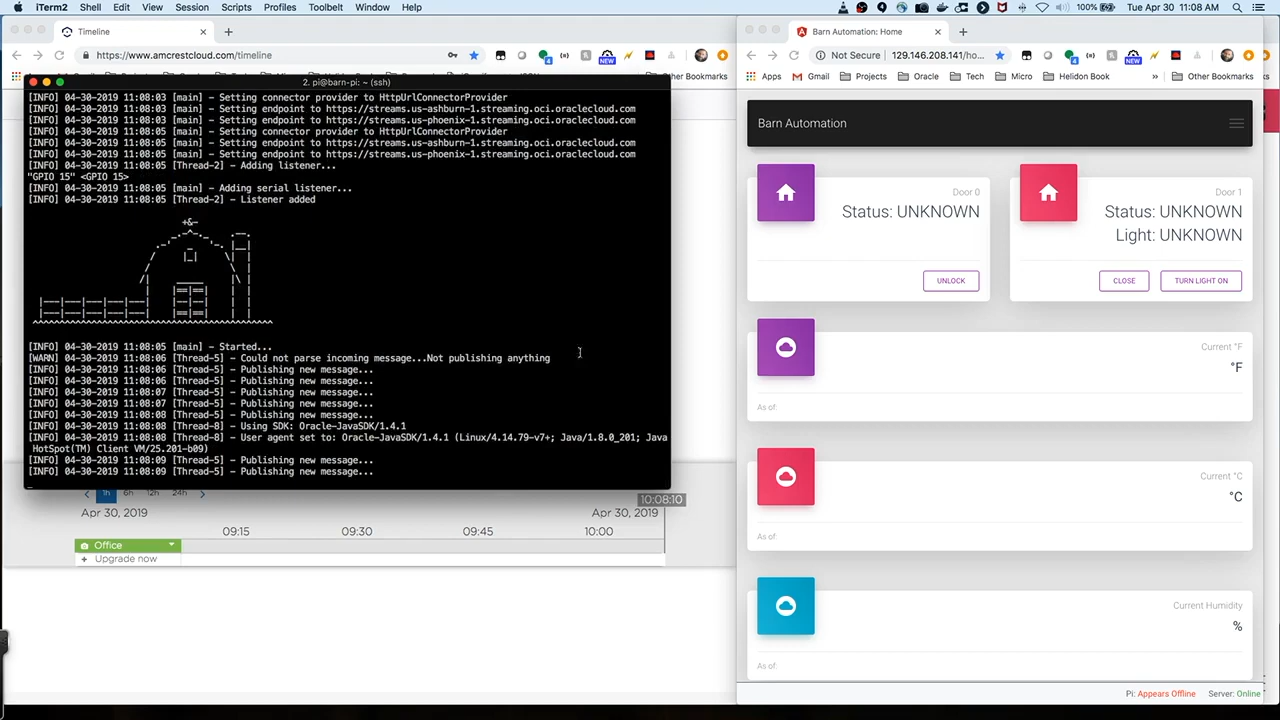 iTerm2 Shell Edit View Session Scripts Profiles Toolbelt Window Help
100% Tue Apr 30 11:08 AM
Timeline
https://www.amcrestcloud.com/timeline
NEW
Other Bookmarks
2. pi@barn-pi: ~ (ssh)
[INFO] 04-30-2019 11:08:03 [main] - Setting connector provider to HttpUrlConnectorProvider
[INFO] 04-30-2019 11:08:03 [main] - Setting endpoint to https://streams.us-ashburn-1.streaming.oci.oraclecloud.com
[INFO] 04-30-2019 11:08:03 [main] - Setting endpoint to https://streams.us-phoenix-1.streaming.oci.oraclecloud.com
[INFO] 04-30-2019 11:08:05 [main] - Setting connector provider to HttpUrlConnectorProvider
[INFO] 04-30-2019 11:08:05 [main] - Setting endpoint to https://streams.us-ashburn-1.streaming.oci.oraclecloud.com
[INFO] 04-30-2019 11:08:05 [main] - Setting endpoint to https://streams.us-phoenix-1.streaming.oci.oraclecloud.com
[INFO] 04-30-2019 11:08:05 [Thread-2] - Adding listener...
"GPIO 15" <GPIO 15>
[INFO] 04-30-2019 11:08:05 [main] - Adding serial listener...
[INFO] 04-30-2019 11:08:05 [Thread-2] - Listener added
[INFO] 04-30-2019 11:08:05 [main] - Started...
[WARN] 04-30-2019 11:08:06 [Thread-5] - Could not parse incoming message...Not publishing anything
[INFO] 04-30-2019 11:08:06 [Thread-5] - Publishing new message...
[INFO] 04-30-2019 11:08:06 [Thread-5] - Publishing new message...
[INFO] 04-30-2019 11:08:07 [Thread-5] - Publishing new message...
[INFO] 04-30-2019 11:08:07 [Thread-5] - Publishing new message...
[INFO] 04-30-2019 11:08:08 [Thread-5] - Publishing new message...
[INFO] 04-30-2019 11:08:08 [Thread-8] - Using SDK: Oracle-JavaSDK/1.4.1
[INFO] 04-30-2019 11:08:08 [Thread-8] - User agent set to: Oracle-JavaSDK/1.4.1 (Linux/4.14.79-v7+; Java/1.8.0_201; Java
HotSpot(TM) Client VM/25.201-b09)
[INFO] 04-30-2019 11:08:09 [Thread-5] - Publishing new message...
[INFO] 04-30-2019 11:08:09 [Thread-5] - Publishing new message...
1h 6h 12h 24h
10:08:10
Apr 30, 2019 Apr 30, 2019
09:15 09:30 09:45 10:00
Office
+ Upgrade now
Barn Automation: Home
Not Secure 129.146.208.141/ho...
NEW
Apps Gmail Projects Oracle Tech Micro Helidon Book » Other Bookmarks
Barn Automation
Door 0
Status: UNKNOWN
UNLOCK
Door 1
Status: UNKNOWN
Light: UNKNOWN
CLOSE TURN LIGHT ON
Current °F
°F
As of:
Current °C
°C
As of:
Current Humidity
%
As of:
Pi: Appears Offline Server: Online